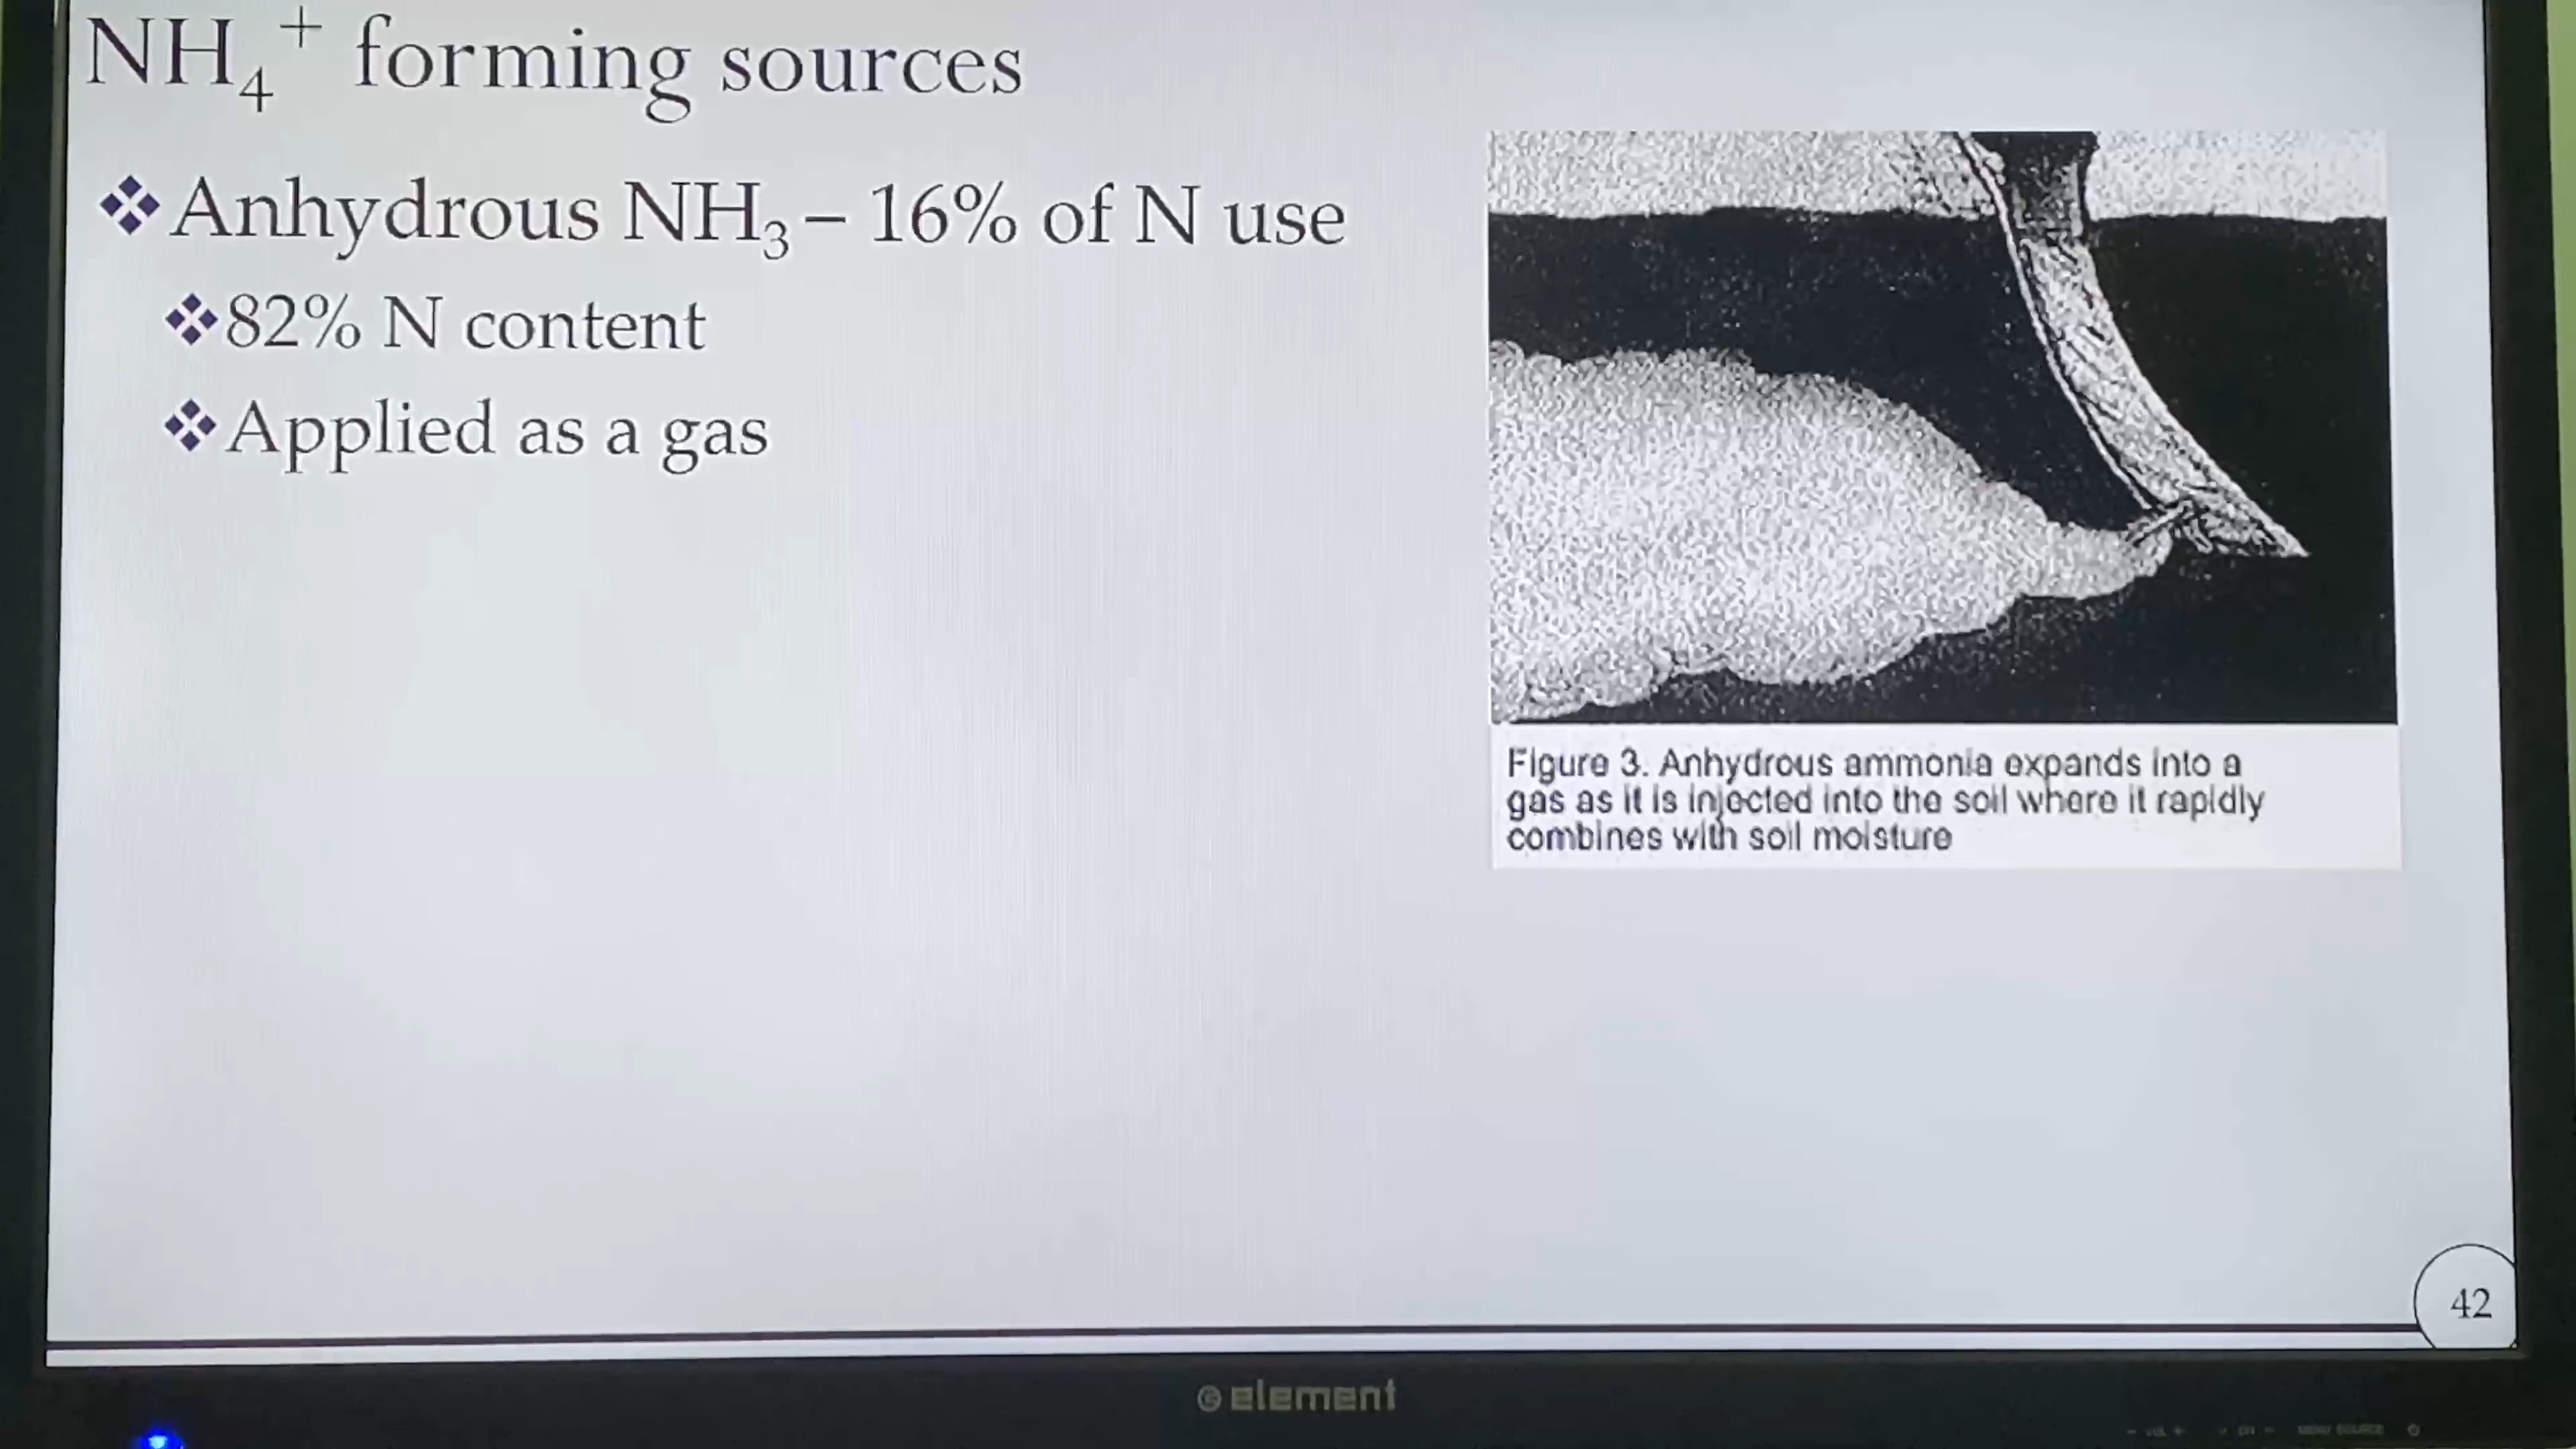 NH₄⁺ forming sources
❖Anhydrous NH₃ – 16% of N use
❖82% N content
❖Applied as a gas
Figure 3. Anhydrous ammonia expands into a
gas as it is injected into the soil where it rapidly
combines with soil moisture
42
element